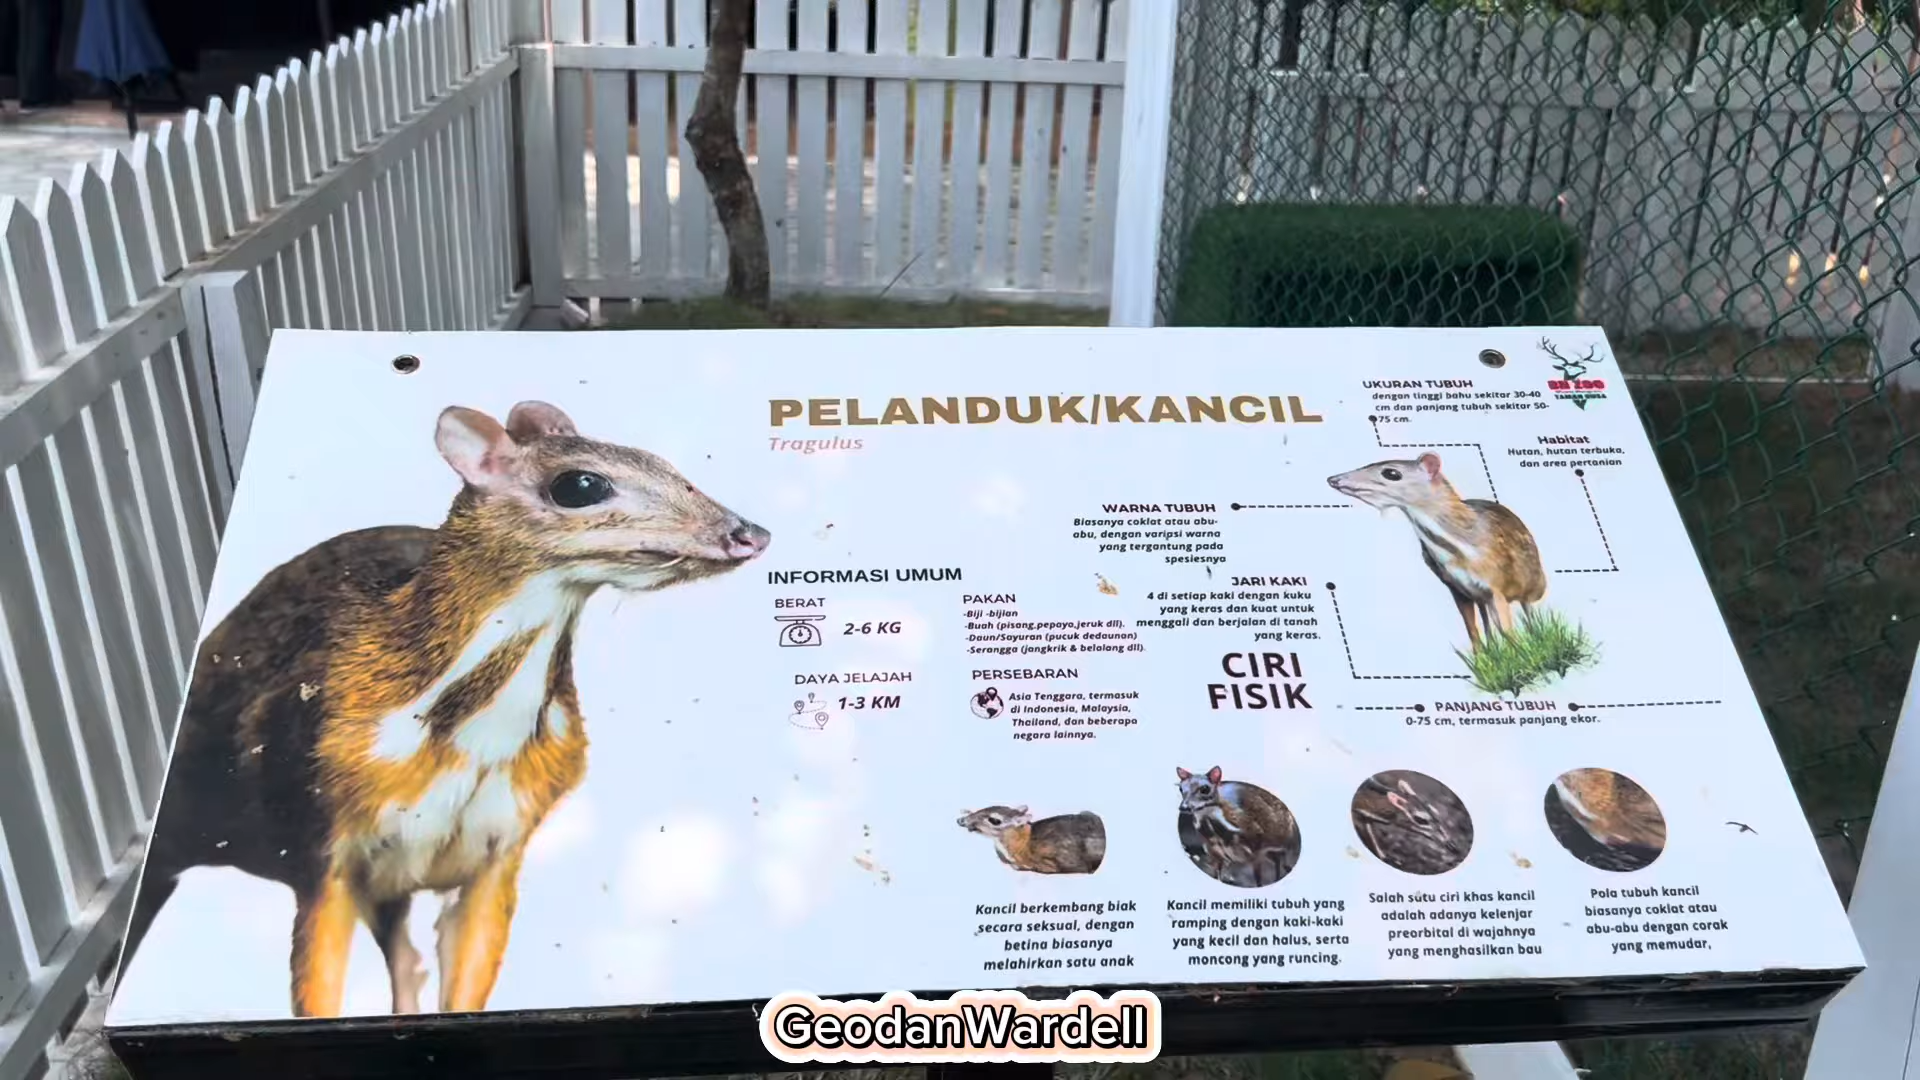 PELANDUK/KANCIL
Tragulus
UKURAN TUBUH
dengan tinggi bahu sekitar 30-40
cm dan panjang tubuh sekitar 50-
75 cm.
BN ZOO
TAMAN RUSA
Habitat
Hutan, hutan terbuka,
dan area pertanian
WARNA TUBUH
Biasanya coklat atau abu-
abu, dengan variasi warna
yang tergantung pada
spesiesnya
INFORMASI UMUM
BERAT
2-6 KG
DAYA JELAJAH
1-3 KM
PAKAN
-Biji -bijian
-Buah (pisang,pepaya,jeruk dll).
-Daun/Sayuran (pucuk dedaunan)
-Serangga (jangkrik & belalang dll).
PERSEBARAN
Asia Tenggara, termasuk
di Indonesia, Malaysia,
Thailand, dan beberapa
negara lainnya.
JARI KAKI
4 di setiap kaki dengan kuku
yang keras dan kuat untuk
menggali dan berjalan di tanah
yang keras.
CIRI
FISIK
PANJANG TUBUH
0-75 cm, termasuk panjang ekor.
Kancil berkembang biak
secara seksual, dengan
betina biasanya
melahirkan satu anak
Kancil memiliki tubuh yang
ramping dengan kaki-kaki
yang kecil dan halus, serta
moncong yang runcing.
Salah satu ciri khas kancil
adalah adanya kelenjar
preorbital di wajahnya
yang menghasilkan bau
Pola tubuh kancil
biasanya coklat atau
abu-abu dengan corak
yang memudar,
GeodanWardell